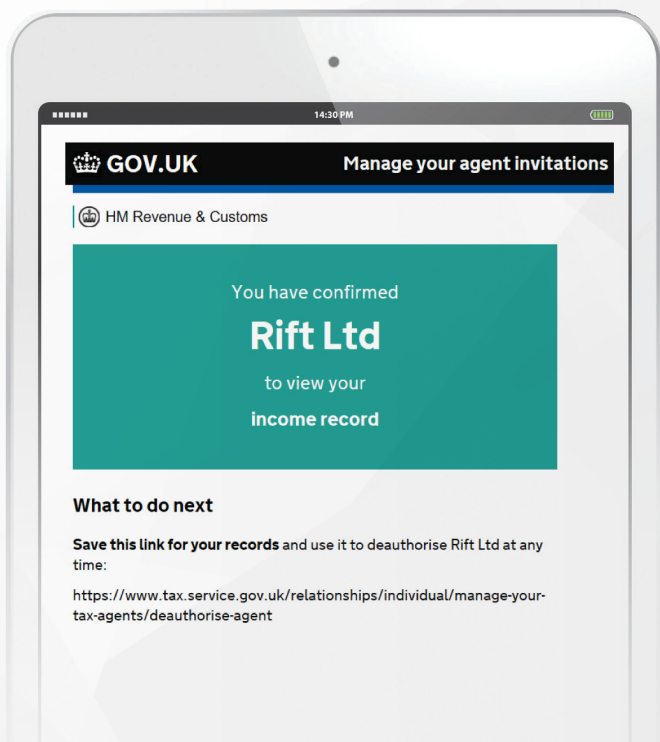 14:30 PM
GOV.UK
Manage your agent invitations
HM Revenue & Customs
You have confirmed
Rift Ltd
to view your
income record
What to do next
Save this link for your records and use it to deauthorise Rift Ltd at any
time:
https://www.tax.service.gov.uk/relationships/individual/manage-your-
tax-agents/deauthorise-agent